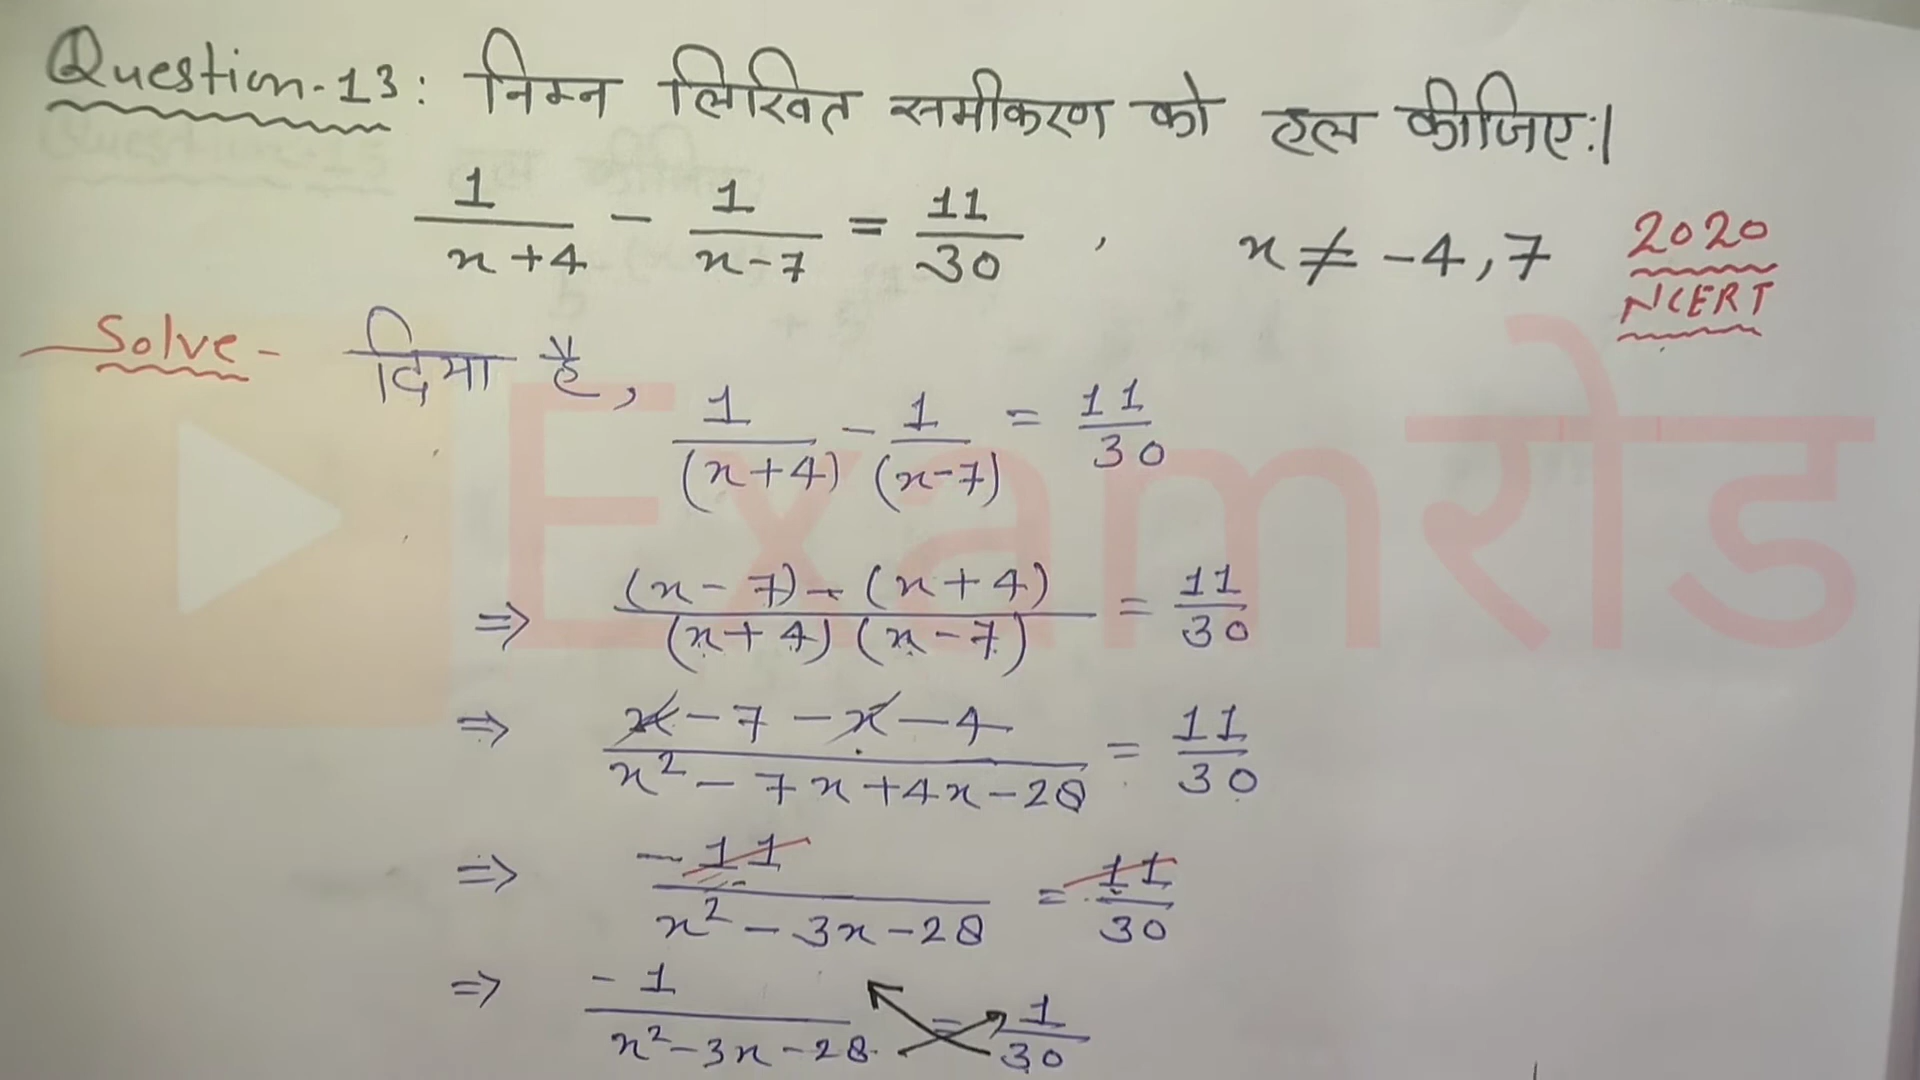 Question-13: निम्न लिखित समीकरण को हल कीजिए:।
1/(x+4) - 1/(x-7) = 11/30 , x ≠ -4, 7
2020
NCERT
Solve - दिया है, 1/(x+4) - 1/(x-7) = 11/30
⇒ ((x-7) - (x+4))/((x+4)(x-7)) = 11/30
⇒ (x-7-x-4)/(x²-7x+4x-28) = 11/30
⇒ -11/(x²-3x-28) = 11/30
⇒ -1/(x²-3x-28) = 1/30
Examरोड